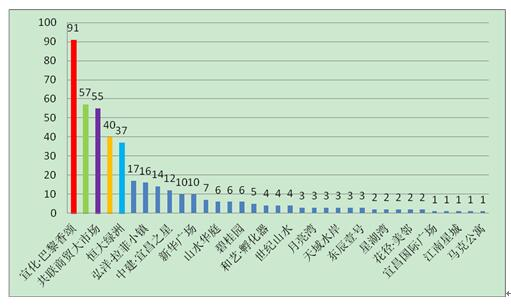 100
90
80
70
60
50
40
30
20
10
0
91 57 55 40 37 17 16 14 12 10 10 7 6 6 6 5 4 4 4 3 3 3 3 3 3 2 2 2 2 2 1 1 1 1 1
宜化·巴黎香颂
共联商贸大市场
恒大绿洲
弘洋·拉菲小镇
中建·宜昌之星
新华广场
山水华庭
碧桂园
和艺·孵化器
世纪山水
月亮湾
天域水岸
东辰壹号
星湖湾
花径·美郡
宜昌国际广场
江南星城
马克公寓